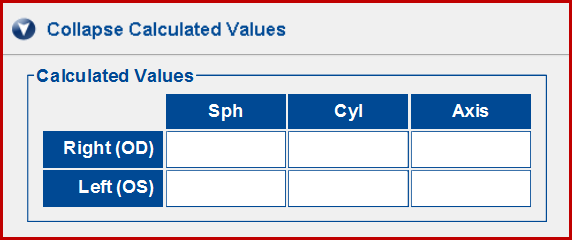 Collapse Calculated Values
Calculated Values
Sph Cyl Axis
Right (OD)
Left (OS)